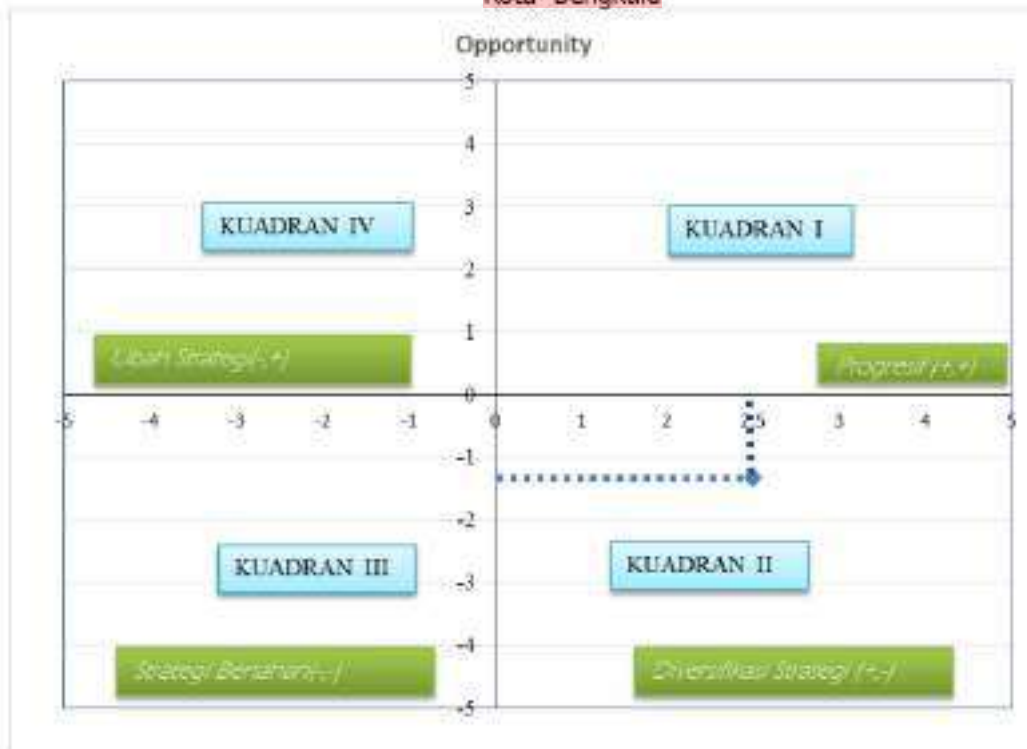 Opportunity
5
4
3
KUADRAN IV
KUADRAN I
2
1
Ubah Strategi(-,+)
Progresif (+,+)
0
-5 -4 -3 -2 -1 0 1 2 2,5 3 4 5
-1
-2
KUADRAN III
KUADRAN II
-3
-4
Strategi Bertahan(-,-)
Diversifikasi Strategi (+,-)
-5